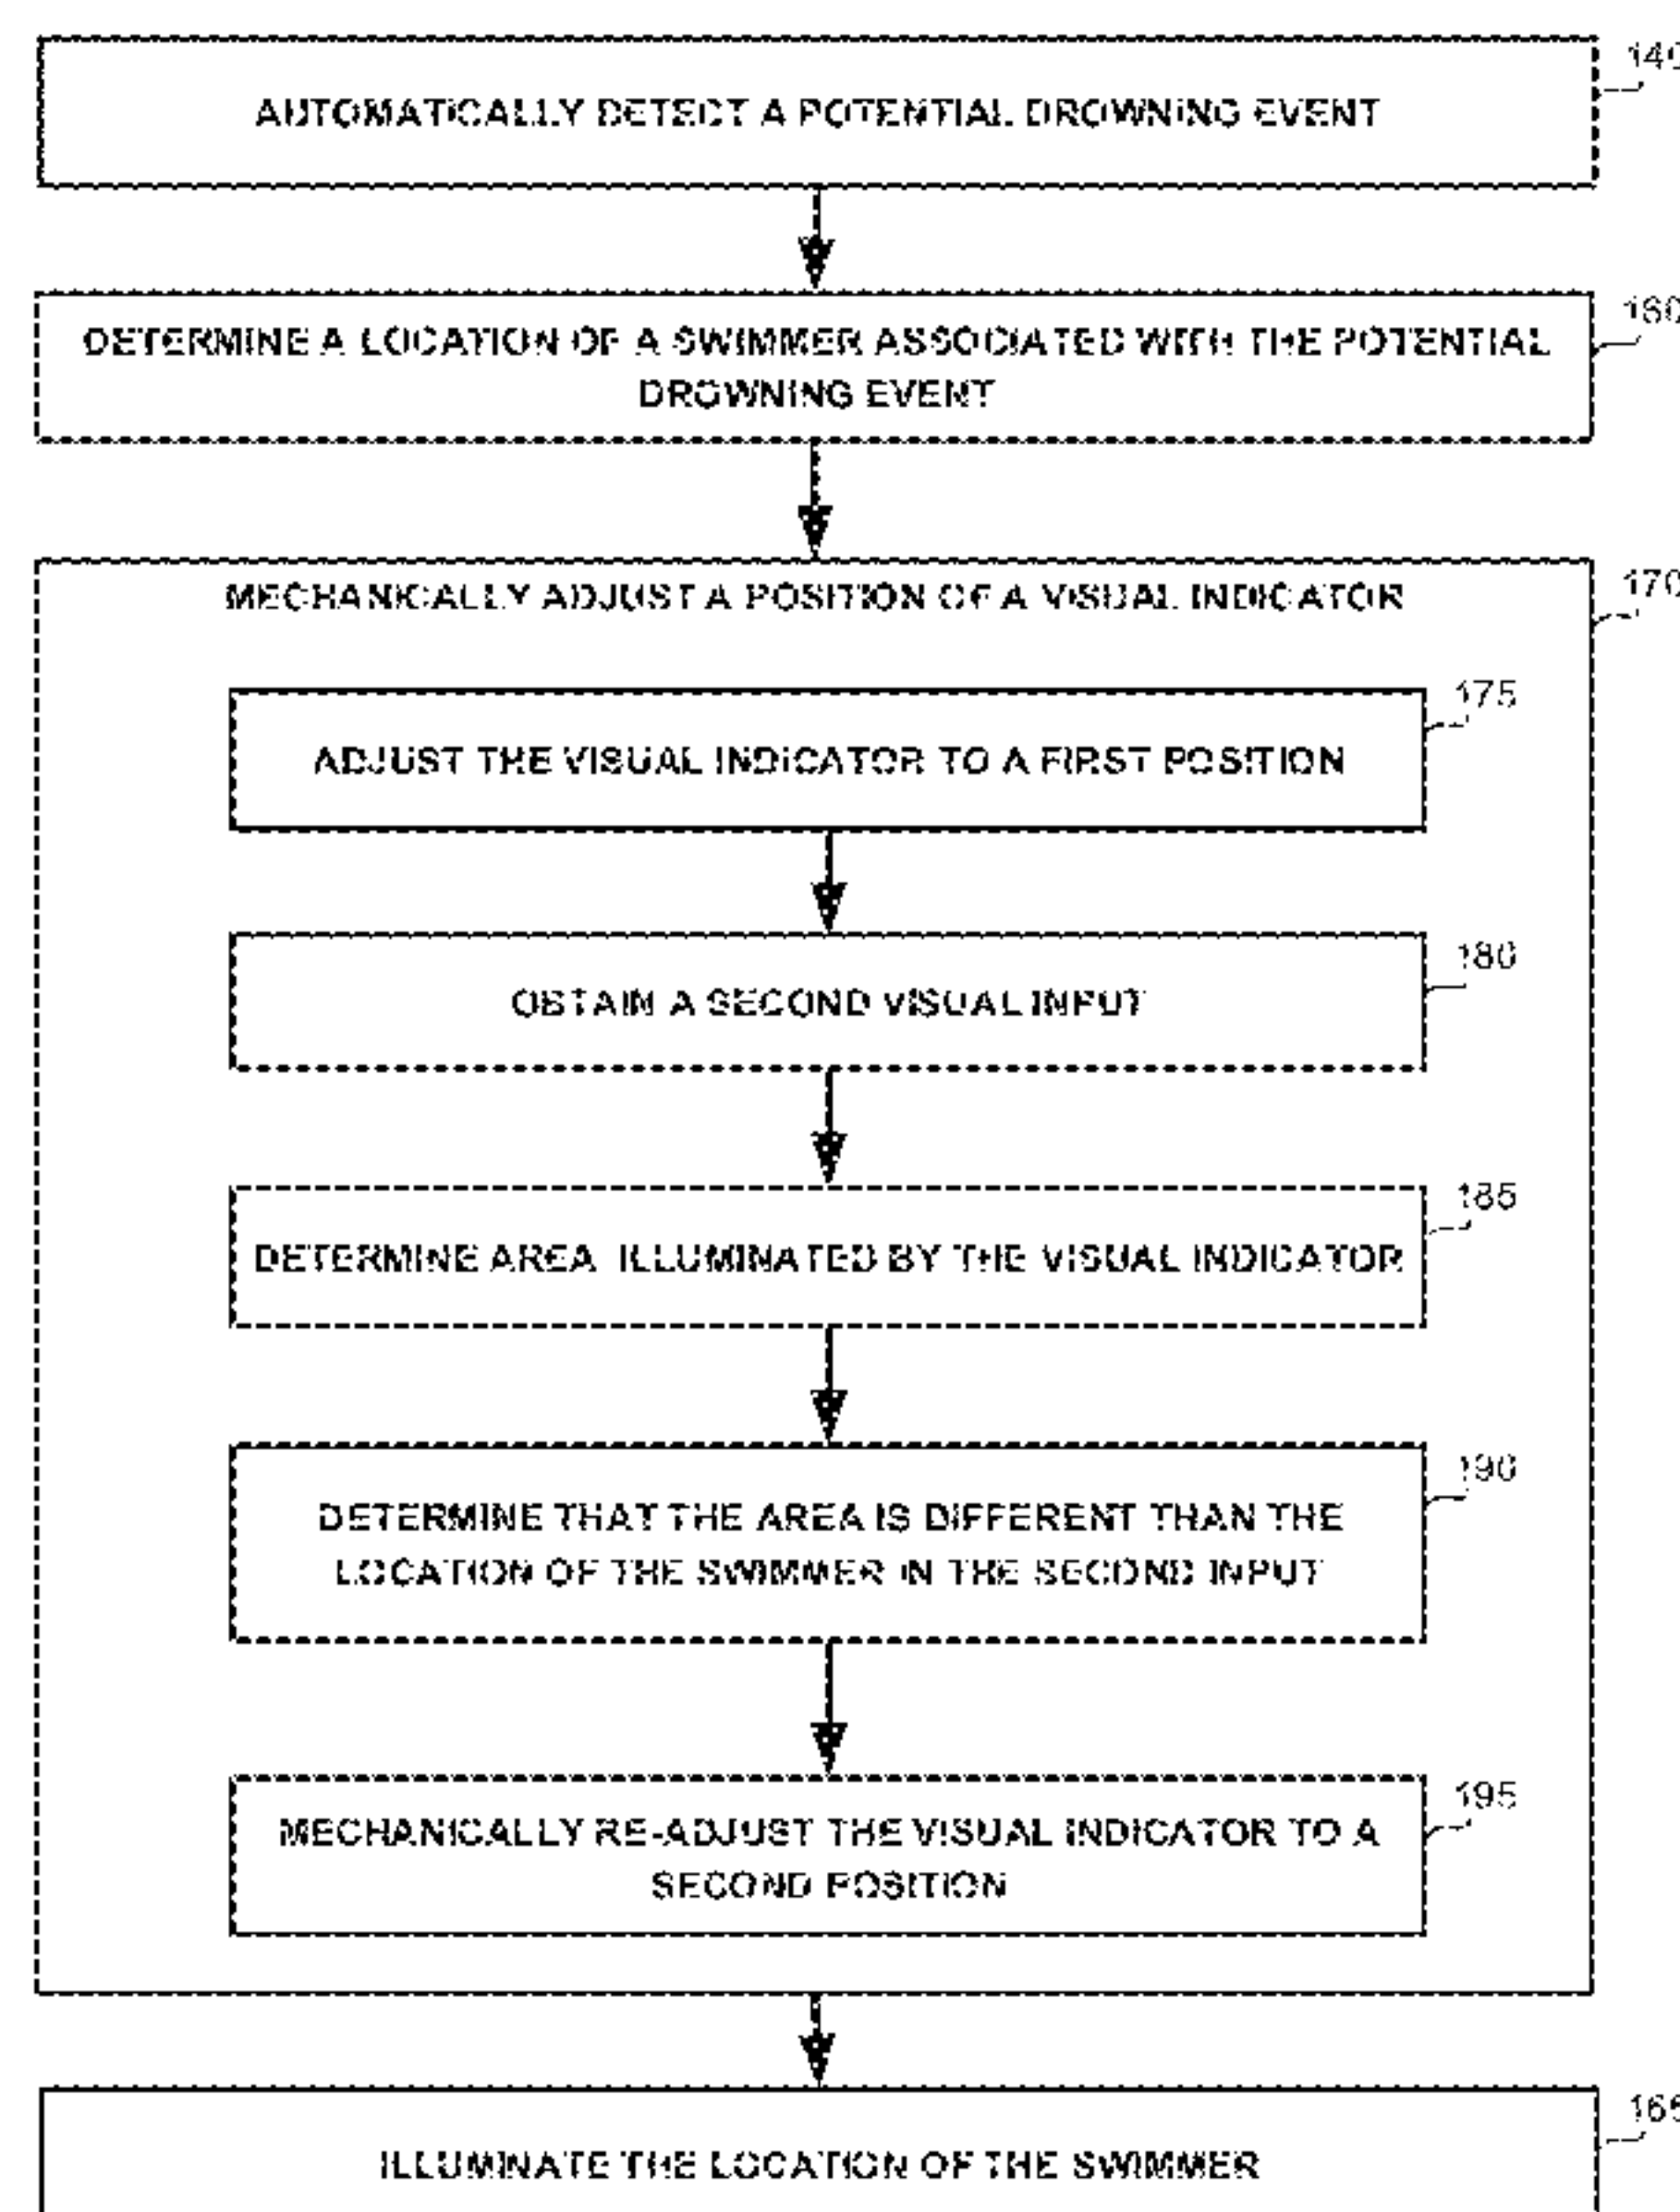 140
AUTOMATICALLY DETECT A POTENTIAL DROWNING EVENT
160
DETERMINE A LOCATION OF A SWIMMER ASSOCIATED WITH THE POTENTIAL
DROWNING EVENT
170
MECHANICALLY ADJUST A POSITION OF A VISUAL INDICATOR
175
ADJUST THE VISUAL INDICATOR TO A FIRST POSITION
180
OBTAIN A SECOND VISUAL INPUT
185
DETERMINE AREA ILLUMINATED BY THE VISUAL INDICATOR
190
DETERMINE THAT THE AREA IS DIFFERENT THAN THE
LOCATION OF THE SWIMMER IN THE SECOND INPUT
195
MECHANICALLY RE-ADJUST THE VISUAL INDICATOR TO A
SECOND POSITION
165
ILLUMINATE THE LOCATION OF THE SWIMMER